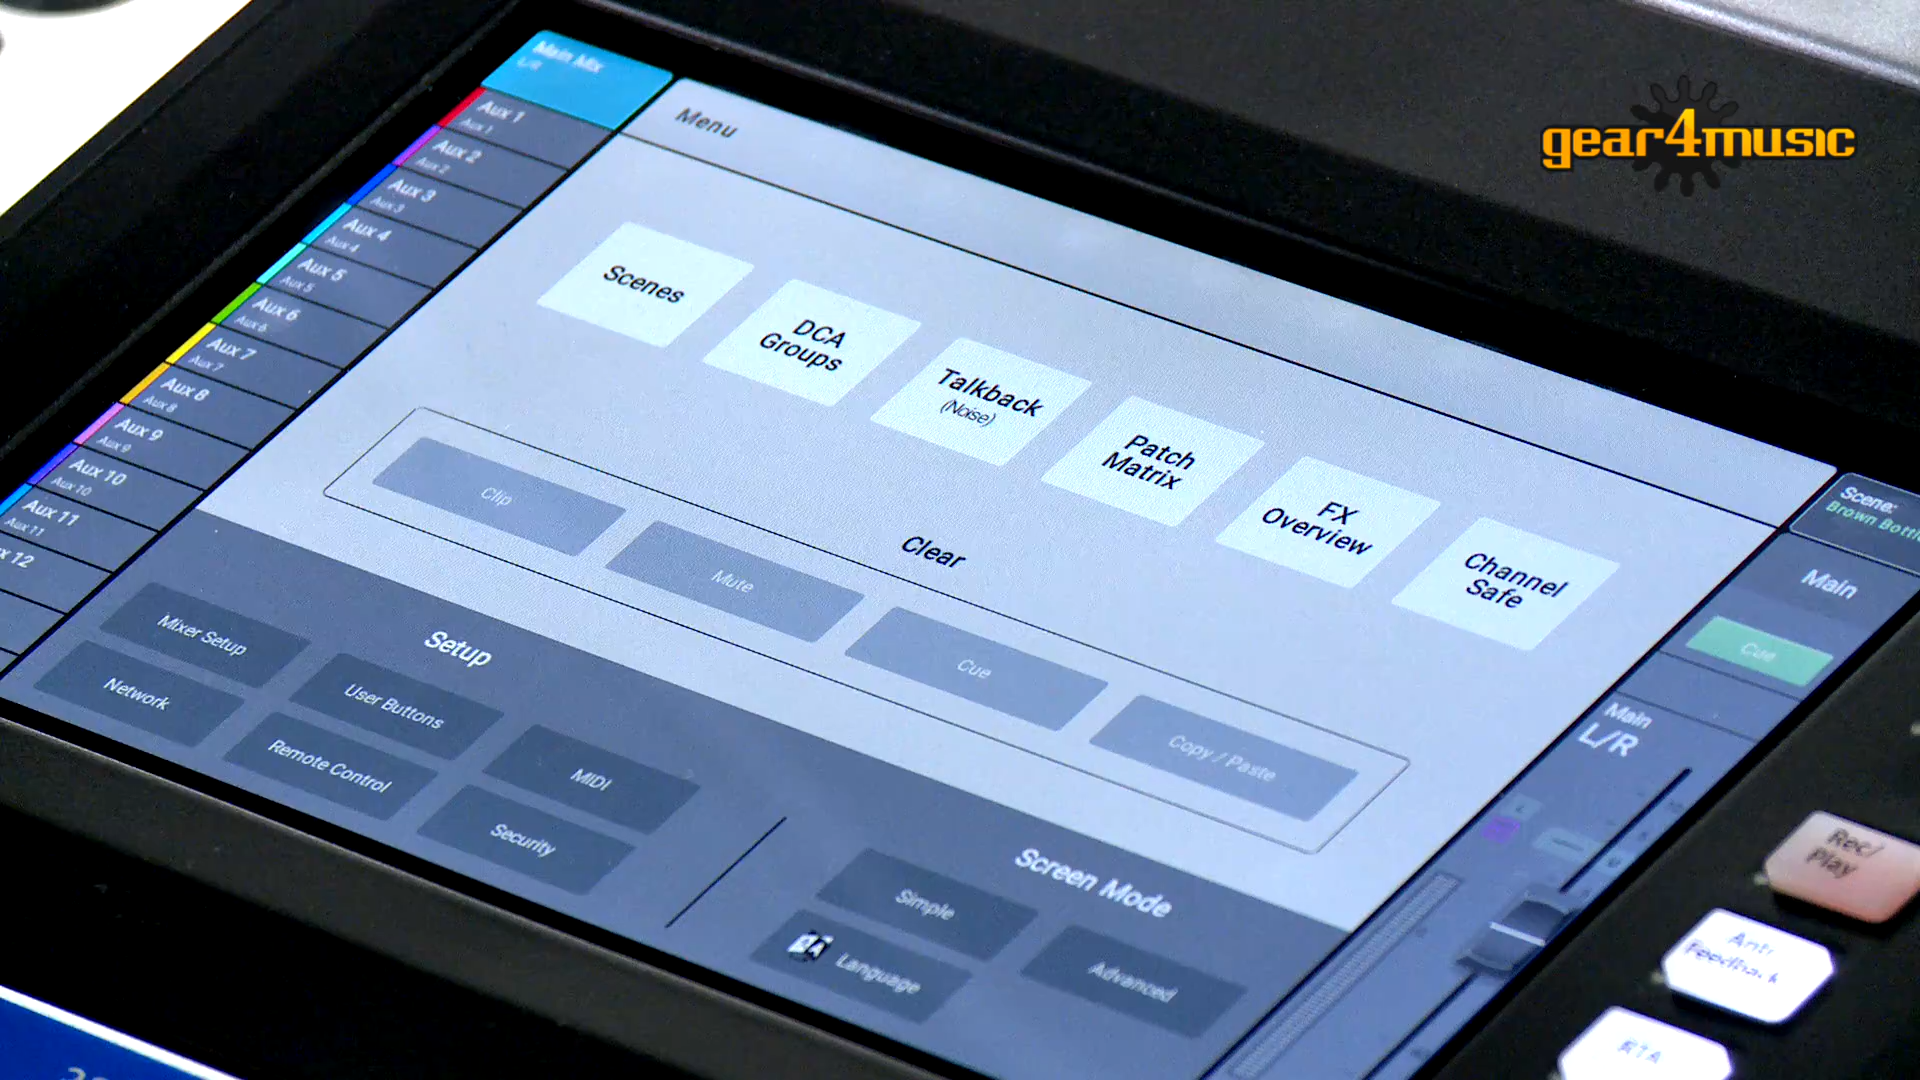 Main Mix
L/R
Aux 1
Aux 1
Aux 2
Aux 2
Aux 3
Aux 3
Aux 4
Aux 4
Aux 5
Aux 5
Aux 6
Aux 6
Aux 7
Aux 7
Aux 8
Aux 8
Aux 9
Aux 9
Aux 10
Aux 10
Aux 11
Aux 11
12
Menu
gear4music
Scenes
DCA
Groups
Talkback
(Noise)
Patch
Matrix
FX
Overview
Channel
Safe
Clear
Clip
Mute
Cue
Copy / Paste
Setup
Mixer Setup
Network
User Buttons
Remote Control
MIDI
Security
Screen Mode
Simple
Language
Advanced
Scene:
Brown
Main
Cue
Main
L/R
Rec/
Play
Anti
Feedback
RTA